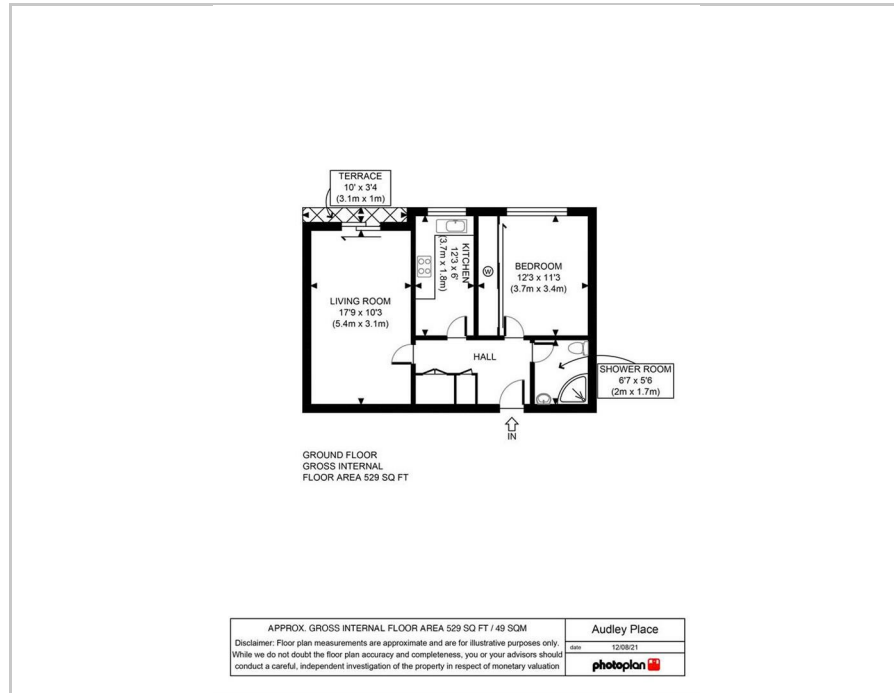 TERRACE
10' x 3'4
(3.1m x 1m)
KITCHEN
12'3 x 6'
(3.7m x 1.8m)
W
BEDROOM
12'3 x 11'3
(3.7m x 3.4m)
LIVING ROOM
17'9 x 10'3
(5.4m x 3.1m)
HALL
SHOWER ROOM
6'7 x 5'6
(2m x 1.7m)
IN
GROUND FLOOR
GROSS INTERNAL
FLOOR AREA 529 SQ FT
APPROX. GROSS INTERNAL FLOOR AREA 529 SQ FT / 49 SQM
Disclaimer: Floor plan measurements are approximate and are for illustrative purposes only.
While we do not doubt the floor plan accuracy and completeness, you or your advisors should
conduct a careful, independent investigation of the property in respect of monetary valuation
Audley Place
date 12/08/21
photoplan